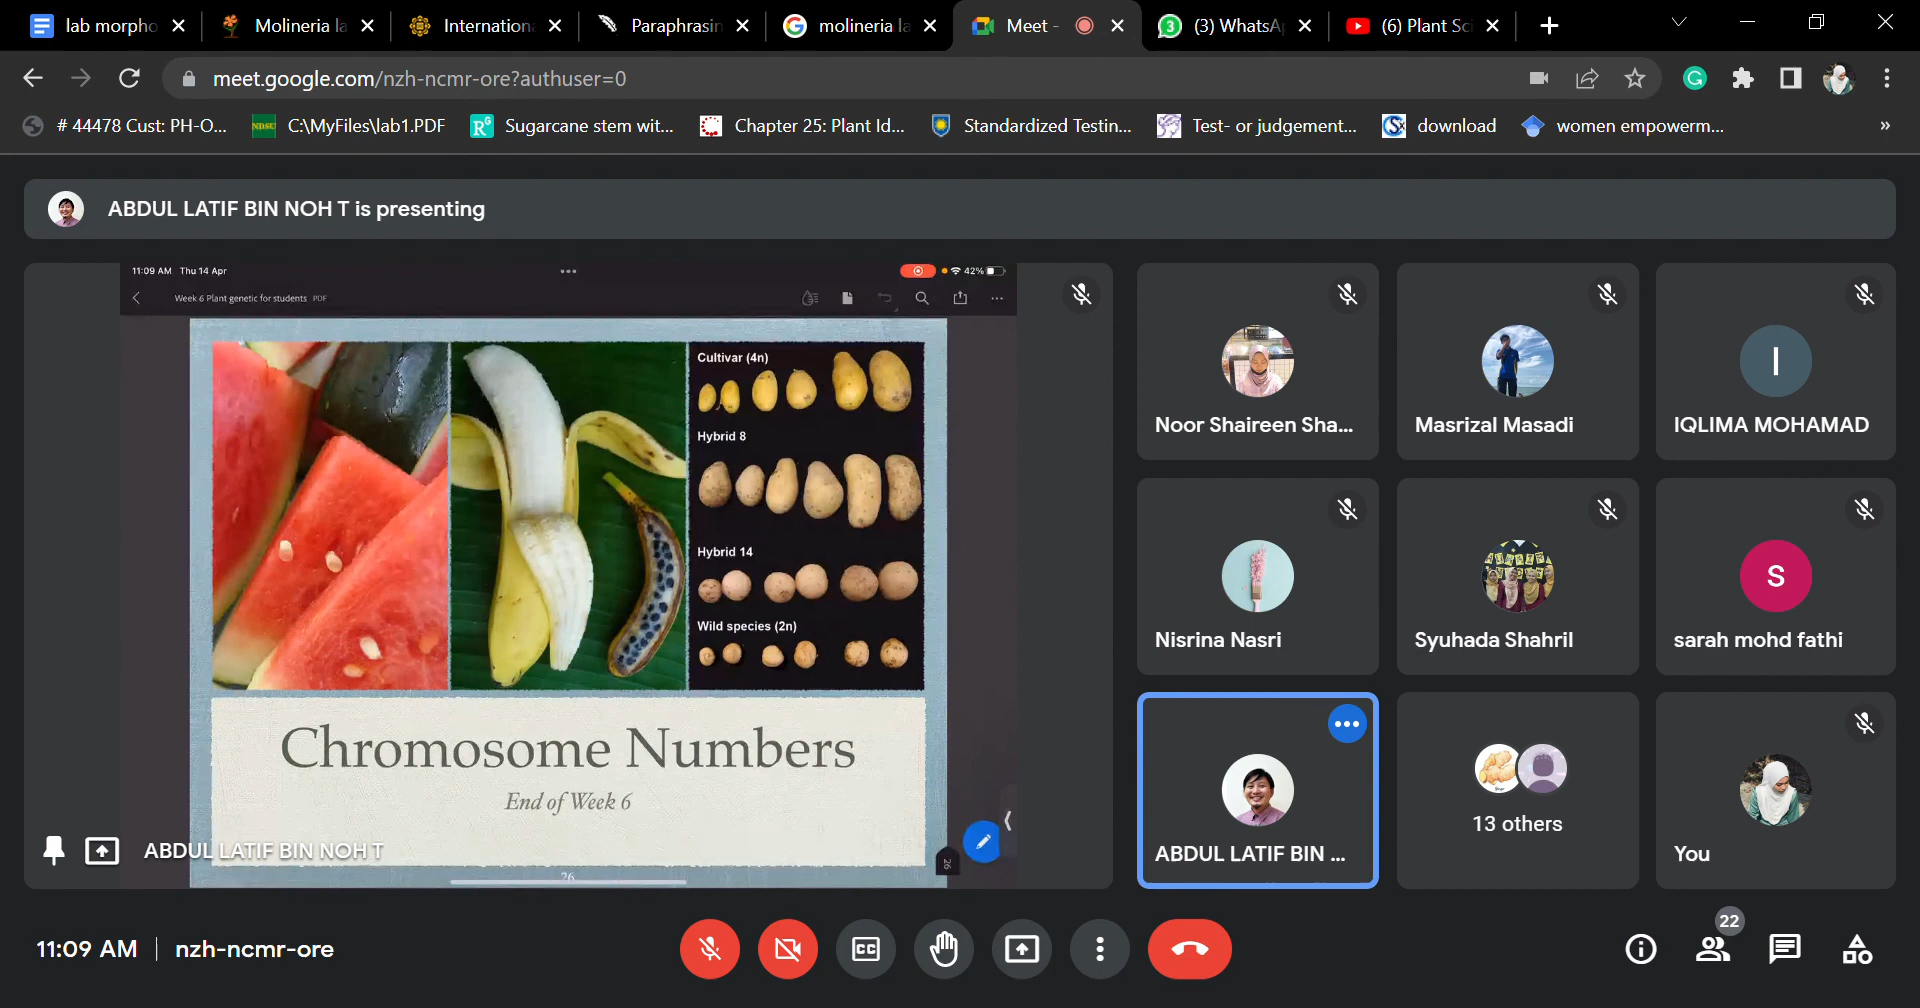 lab morpho
Molineria la
Internationa
Paraphrasin
molineria la
Meet -
(3) WhatsA
(6) Plant Sci
meet.google.com/nzh-ncmr-ore?authuser=0
# 44478 Cust: PH-O...
C:\MyFiles\lab1.PDF
Sugarcane stem wit...
Chapter 25: Plant Id...
Standardized Testin...
Test- or judgement...
download
women empowerm...
»
ABDUL LATIF BIN NOH T is presenting
11:09 AM Thu 14 Apr
42%
Week 6 Plant genetic for students PDF
Cultivar (4n)
Hybrid 8
Hybrid 14
Wild species (2n)
Chromosome Numbers
End of Week 6
26
26
ABDUL LATIF BIN NOH T
Noor Shaireen Sha...
Masrizal Masadi
I
IQLIMA MOHAMAD
Nisrina Nasri
Syuhada Shahril
S
sarah mohd fathi
ABDUL LATIF BIN ...
13 others
You
11:09 AM | nzh-ncmr-ore
CC
22